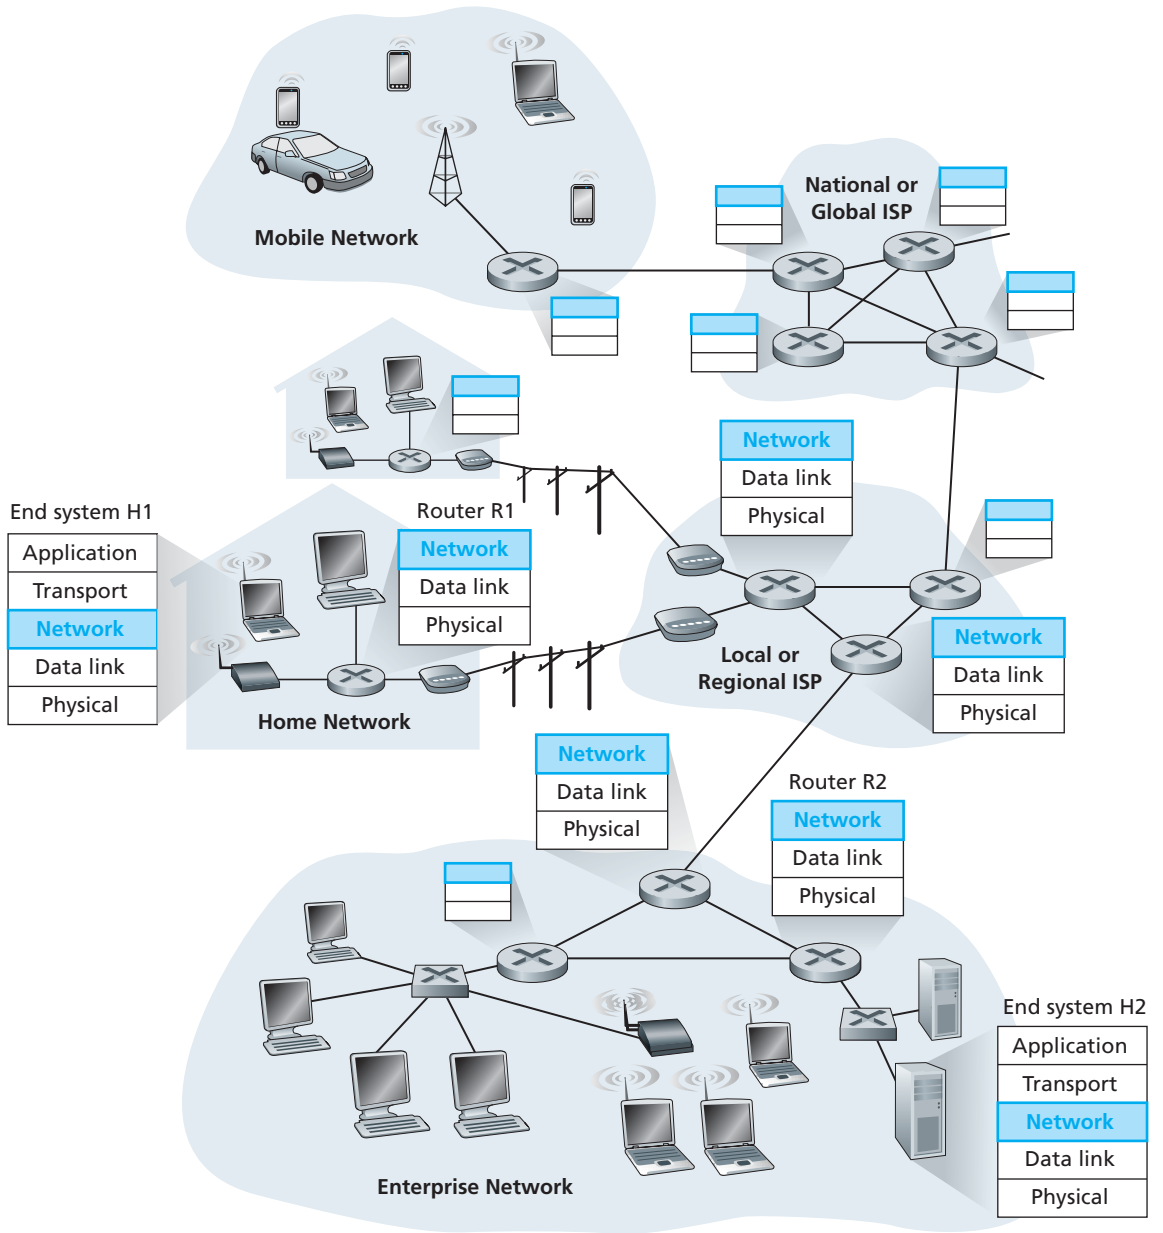 National or
Global ISP
Mobile Network
Network
Data link
Physical
End system H1
Application
Transport
Network
Data link
Physical
Router R1
Network
Data link
Physical
Home Network
Local or
Regional ISP
Network
Data link
Physical
Network
Data link
Physical
Router R2
Network
Data link
Physical
End system H2
Application
Transport
Network
Data link
Physical
Enterprise Network